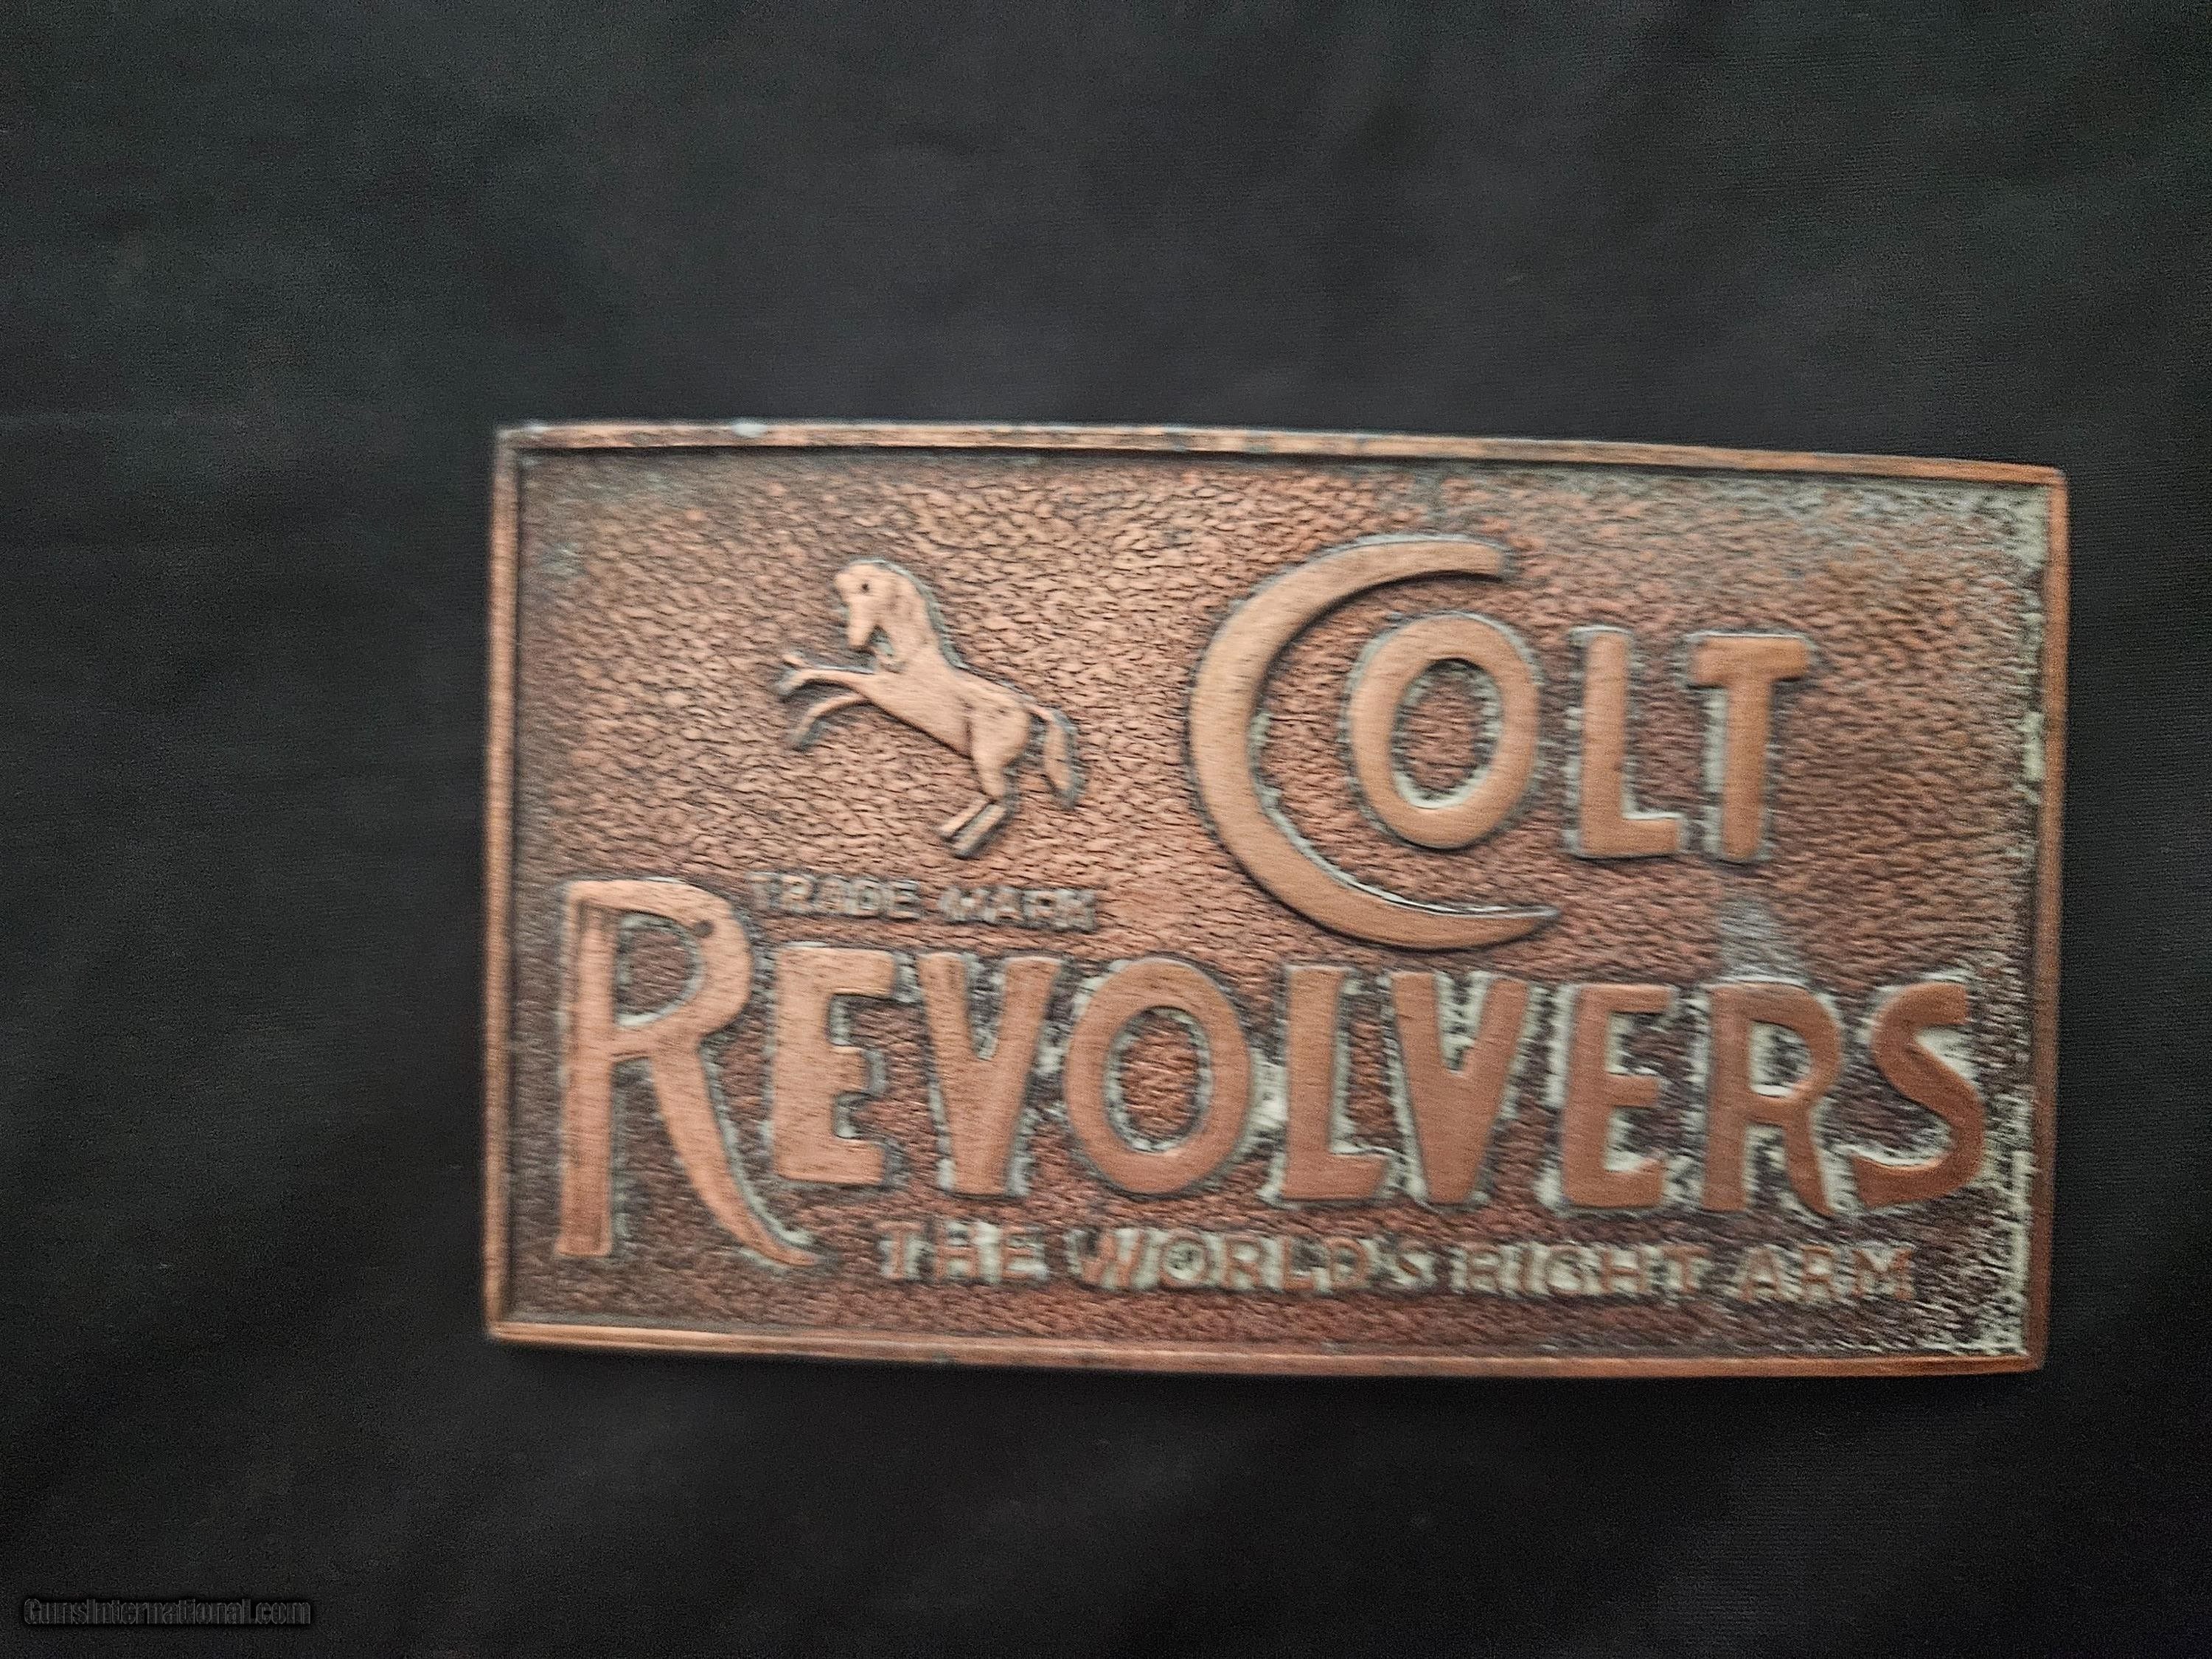 COLT
TRADE MARK
REVOLVERS
THE WORLD'S RIGHT ARM
GunsInternational.com